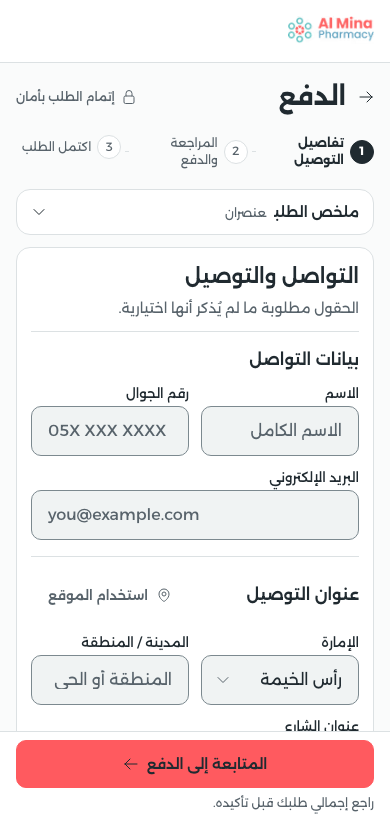 Al Mina
Pharmacy
الدفع
إتمام الطلب بأمان
1
تفاصيل
التوصيل
2
المراجعة
والدفع
3
اكتمل الطلب
ملخص الطلب عنصران
التواصل والتوصيل
الحقول مطلوبة ما لم يُذكر أنها اختيارية.
بيانات التواصل
الاسم
الاسم الكامل
رقم الجوال
05X XXX XXXX
البريد الإلكتروني
you@example.com
عنوان التوصيل
استخدام الموقع
الإمارة
رأس الخيمة
المدينة / المنطقة
المنطقة أو الحي
عنوان الشارع
المتابعة إلى الدفع
راجع إجمالي طلبك قبل تأكيده.